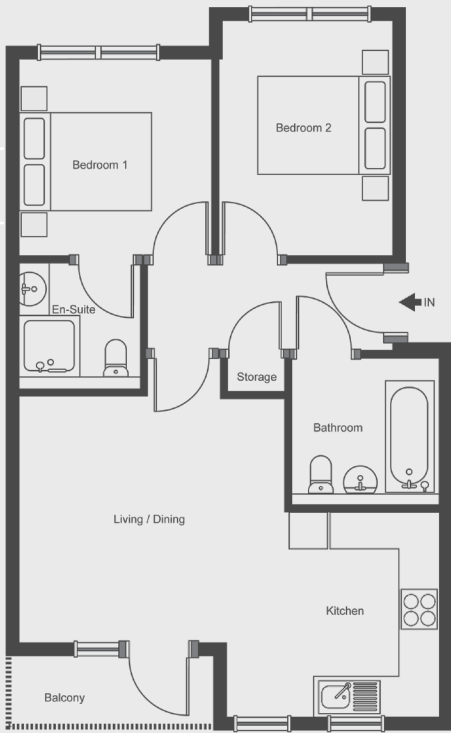 Bedroom 2
Bedroom 1
IN
En-Suite
Storage
Bathroom
Living / Dining
Kitchen
Balcony